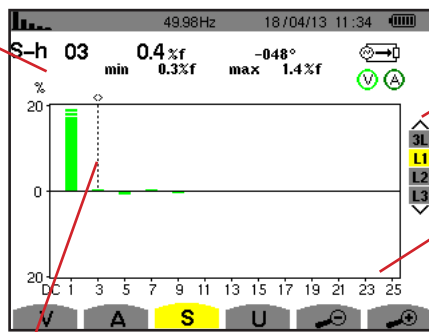 49.98Hz 18/04/13 11:34
S-h 03 0.4%f -048°
min 0.3%f max 1.4%f
V A
%
20
0
20
3L
L1
L2
L3
DC 1 3 5 7 9 11 13 15 17 19 21 23 25
V A S U